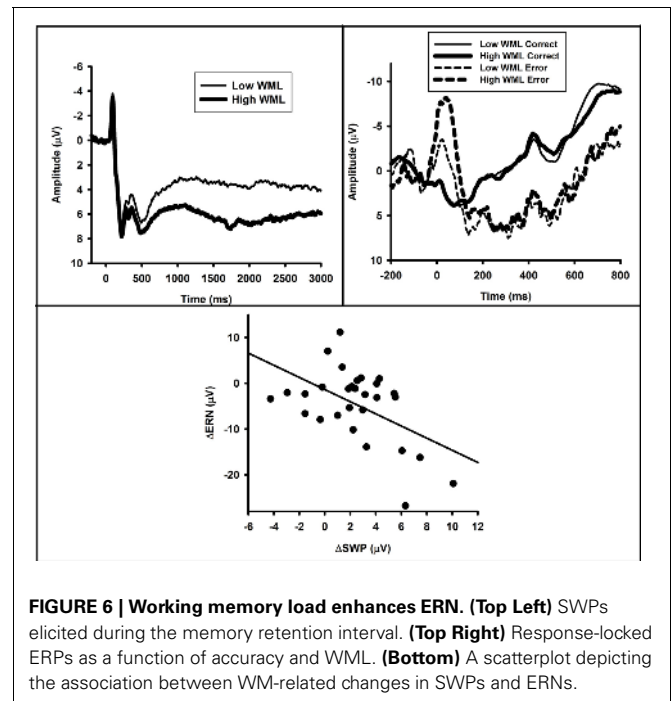 -6
-4
-2
0
2
4
6
8
10
Amplitude (µV)
Low WML
High WML
0 500 1000 1500 2000 2500 3000
Time (ms)
Low WML Correct
High WML Correct
Low WML Error
High WML Error
-10
-5
0
5
10
Amplitude (µV)
-200 0 200 400 600 800
Time (ms)
10
0
-10
-20
ΔERN (µV)
-6 -4 -2 0 2 4 6 8 10 12
ΔSWP (µV)
FIGURE 6 | Working memory load enhances ERN. (Top Left) SWPs
elicited during the memory retention interval. (Top Right) Response-locked
ERPs as a function of accuracy and WML. (Bottom) A scatterplot depicting
the association between WM-related changes in SWPs and ERNs.